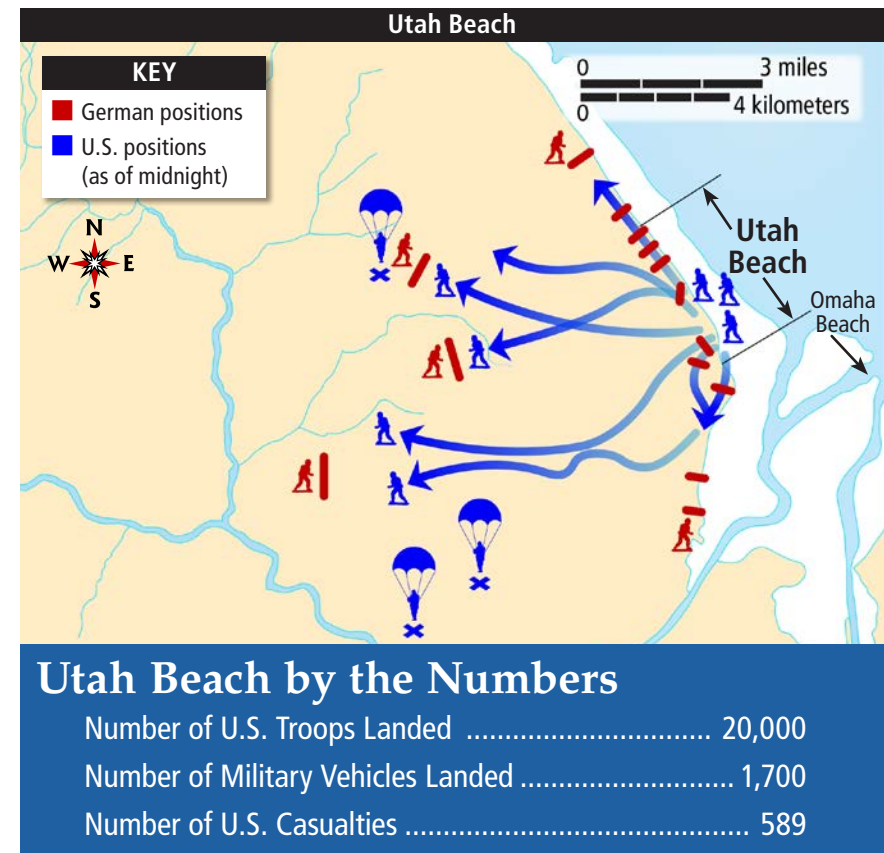 Utah Beach
KEY
German positions
U.S. positions
(as of midnight)
0 3 miles
0 4 kilometers
N
W E
S
Utah
Beach
Omaha
Beach
Utah Beach by the Numbers
Number of U.S. Troops Landed ................................ 20,000
Number of Military Vehicles Landed ............................ 1,700
Number of U.S. Casualties ............................................. 589